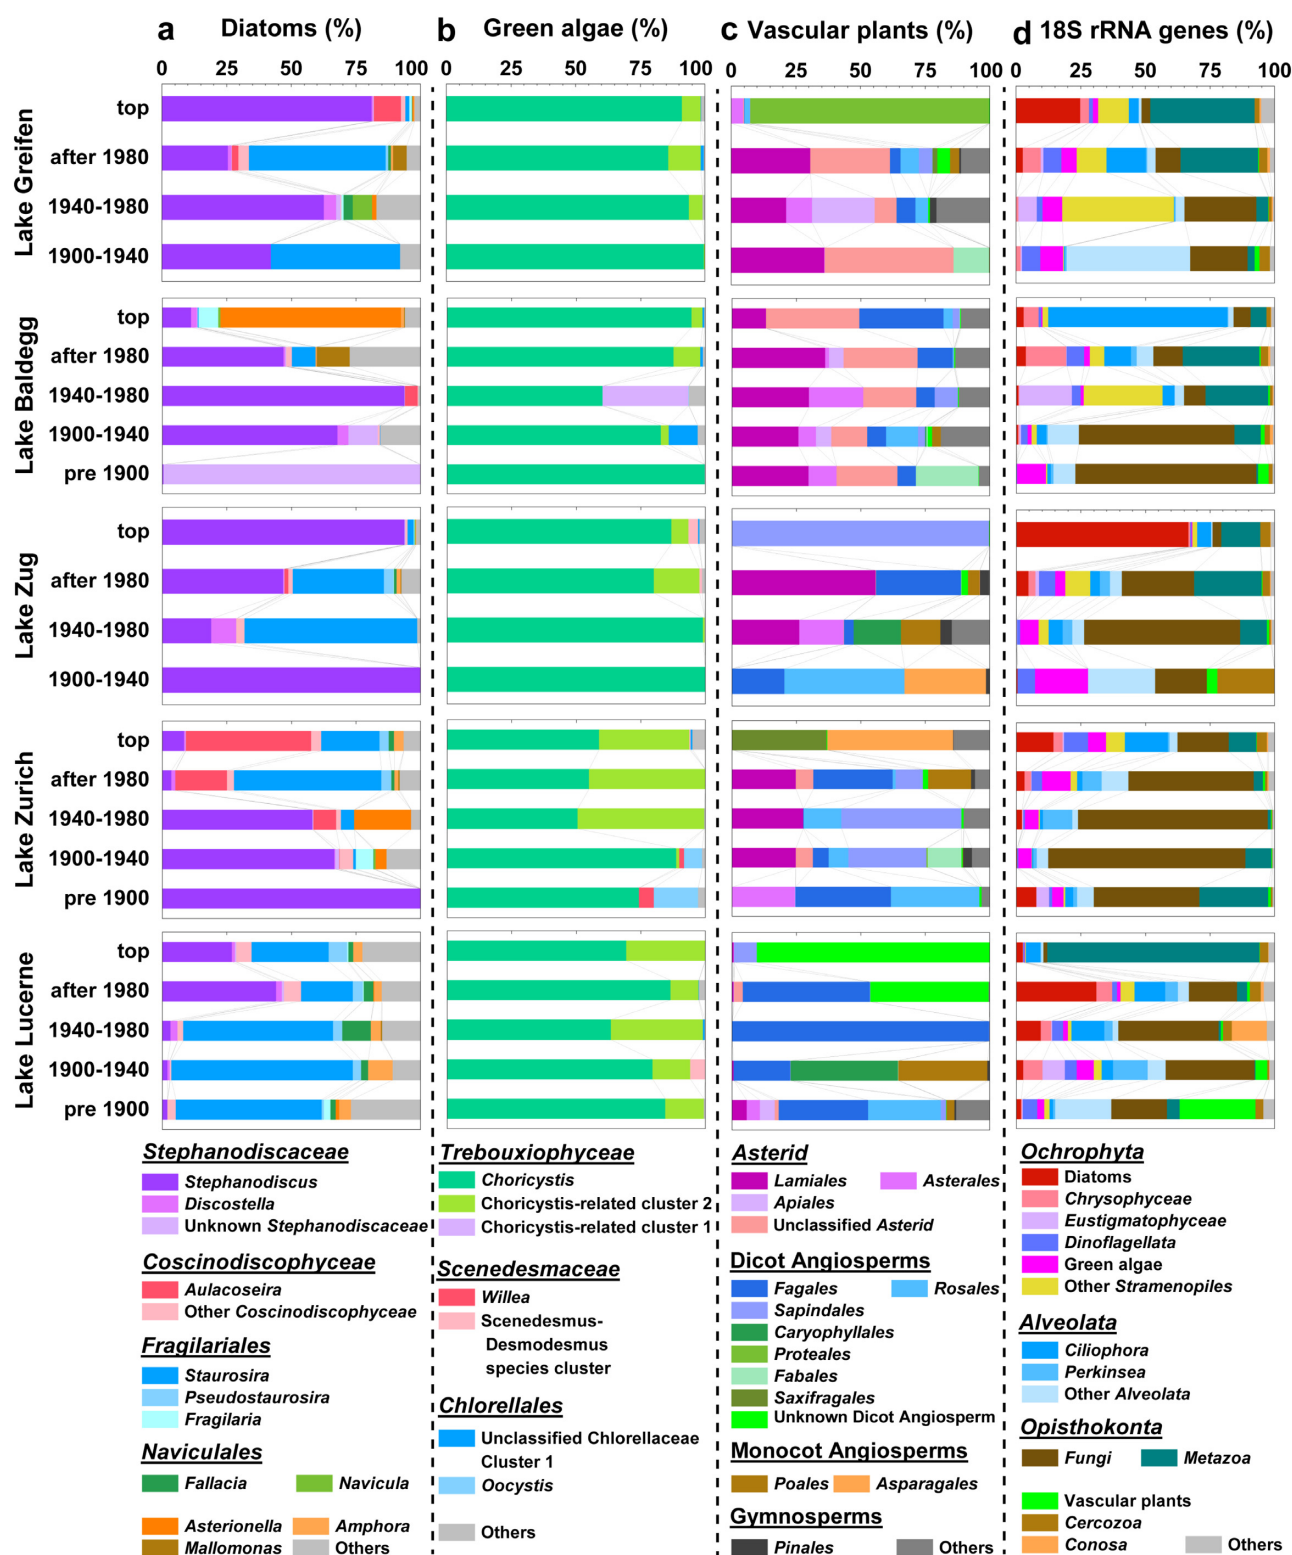 a Diatoms (%)
b Green algae (%)
c Vascular plants (%)
d 18S rRNA genes (%)
0 25 50 75 100
0 25 50 75 100
0 25 50 75 100
0 25 50 75 100
Lake Greifen
top
after 1980
1940-1980
1900-1940
Lake Baldegg
top
after 1980
1940-1980
1900-1940
pre 1900
Lake Zug
top
after 1980
1940-1980
1900-1940
Lake Zurich
top
after 1980
1940-1980
1900-1940
pre 1900
Lake Lucerne
top
after 1980
1940-1980
1900-1940
pre 1900
Stephanodiscaceae
Stephanodiscus
Discostella
Unknown Stephanodiscaceae
Coscinodiscophyceae
Aulacoseira
Other Coscinodiscophyceae
Fragilariales
Staurosira
Pseudostaurosira
Fragilaria
Naviculales
Fallacia Navicula
Asterionella Amphora
Mallomonas Others
Trebouxiophyceae
Choricystis
Choricystis-related cluster 2
Choricystis-related cluster 1
Scenedesmaceae
Willea
Scenedesmus-
Desmodesmus
species cluster
Chlorellales
Unclassified Chlorellaceae
Cluster 1
Oocystis
Others
Asterid
Lamiales Asterales
Apiales
Unclassified Asterid
Dicot Angiosperms
Fagales Rosales
Sapindales
Caryophyllales
Proteales
Fabales
Saxifragales
Unknown Dicot Angiosperm
Monocot Angiosperms
Poales Asparagales
Gymnosperms
Pinales Others
Ochrophyta
Diatoms
Chrysophyceae
Eustigmatophyceae
Dinoflagellata
Green algae
Other Stramenopiles
Alveolata
Ciliophora
Perkinsea
Other Alveolata
Opisthokonta
Fungi Metazoa
Vascular plants
Cercozoa
Conosa Others